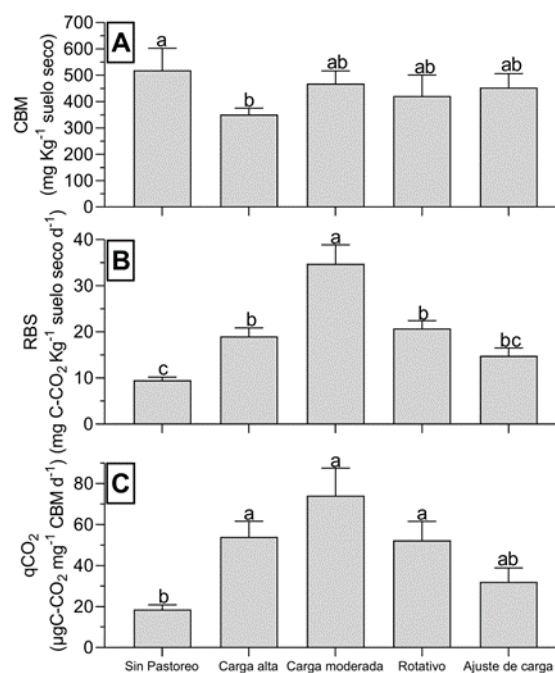 A
CBM
(mg Kg⁻¹ suelo seco)
700
600
500
400
300
200
100
0
a
b
ab
ab
ab
B
RBS
(mg C-CO₂ Kg⁻¹ suelo seco d⁻¹)
40
30
20
10
0
c
b
a
b
bc
C
qCO₂
(µgC-CO₂ mg⁻¹ CBM d⁻¹)
80
60
40
20
0
b
a
a
a
ab
Sin Pastoreo Carga alta Carga moderada Rotativo Ajuste de carga